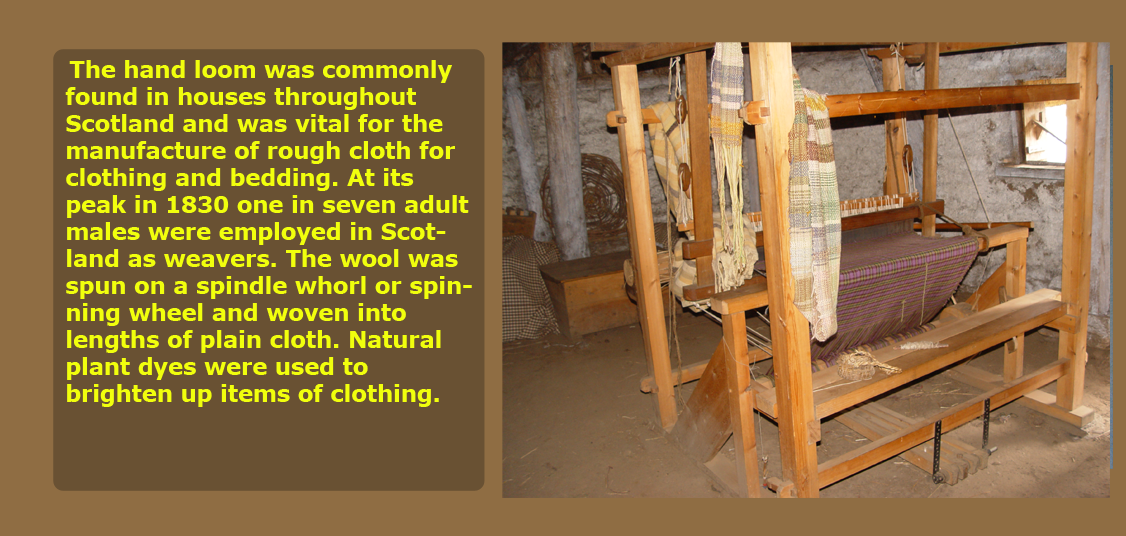 The hand loom was commonly
found in houses throughout
Scotland and was vital for the
manufacture of rough cloth for
clothing and bedding. At its
peak in 1830 one in seven adult
males were employed in Scot-
land as weavers. The wool was
spun on a spindle whorl or spin-
ning wheel and woven into
lengths of plain cloth. Natural
plant dyes were used to
brighten up items of clothing.